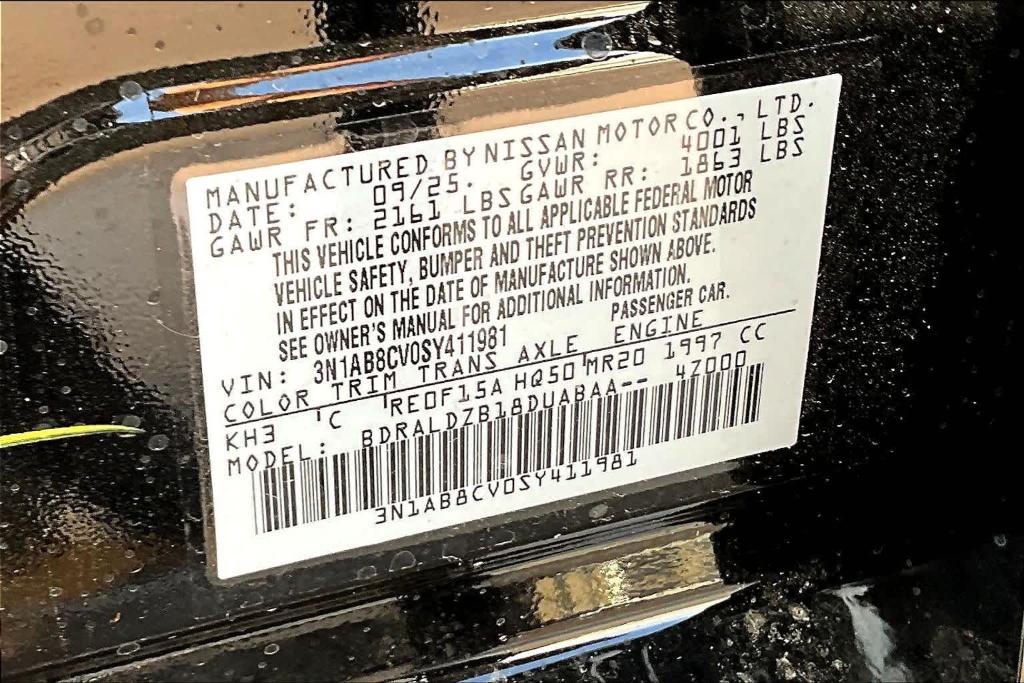 MANUFACTURED BY NISSAN MOTOR CO., LTD.
DATE: 09/25. GVWR: 4001 LBS
GAWR FR: 2161 LBS GAWR RR: 1863 LBS
THIS VEHICLE CONFORMS TO ALL APPLICABLE FEDERAL MOTOR
VEHICLE SAFETY, BUMPER AND THEFT PREVENTION STANDARDS
IN EFFECT ON THE DATE OF MANUFACTURE SHOWN ABOVE.
SEE OWNER'S MANUAL FOR ADDITIONAL INFORMATION.
VIN: 3N1AB8CV0SY411981 PASSENGER CAR.
COLOR TRIM TRANS AXLE ENGINE
KH3 C RE0F15A HQ50 MR20 1997 CC
MODEL: BDRALDZB18DUABAA-- 47000
3N1AB8CV0SY411981